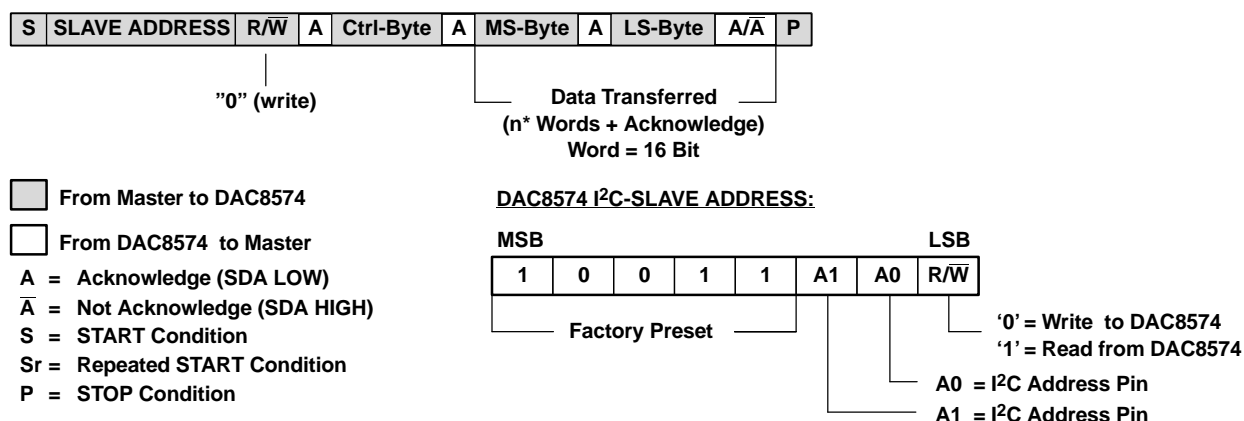 S SLAVE ADDRESS R/W̅ A Ctrl-Byte A MS-Byte A LS-Byte A/A̅ P
”0” (write)
Data Transferred
(n* Words + Acknowledge)
Word = 16 Bit
From Master to DAC8574
From DAC8574 to Master
A = Acknowledge (SDA LOW)
A̅ = Not Acknowledge (SDA HIGH)
S = START Condition
Sr = Repeated START Condition
P = STOP Condition
DAC8574 I²C-SLAVE ADDRESS:
MSB LSB
1 0 0 1 1 A1 A0 R/W̅
Factory Preset
‘0’ = Write to DAC8574
‘1’ = Read from DAC8574
A0 = I²C Address Pin
A1 = I²C Address Pin